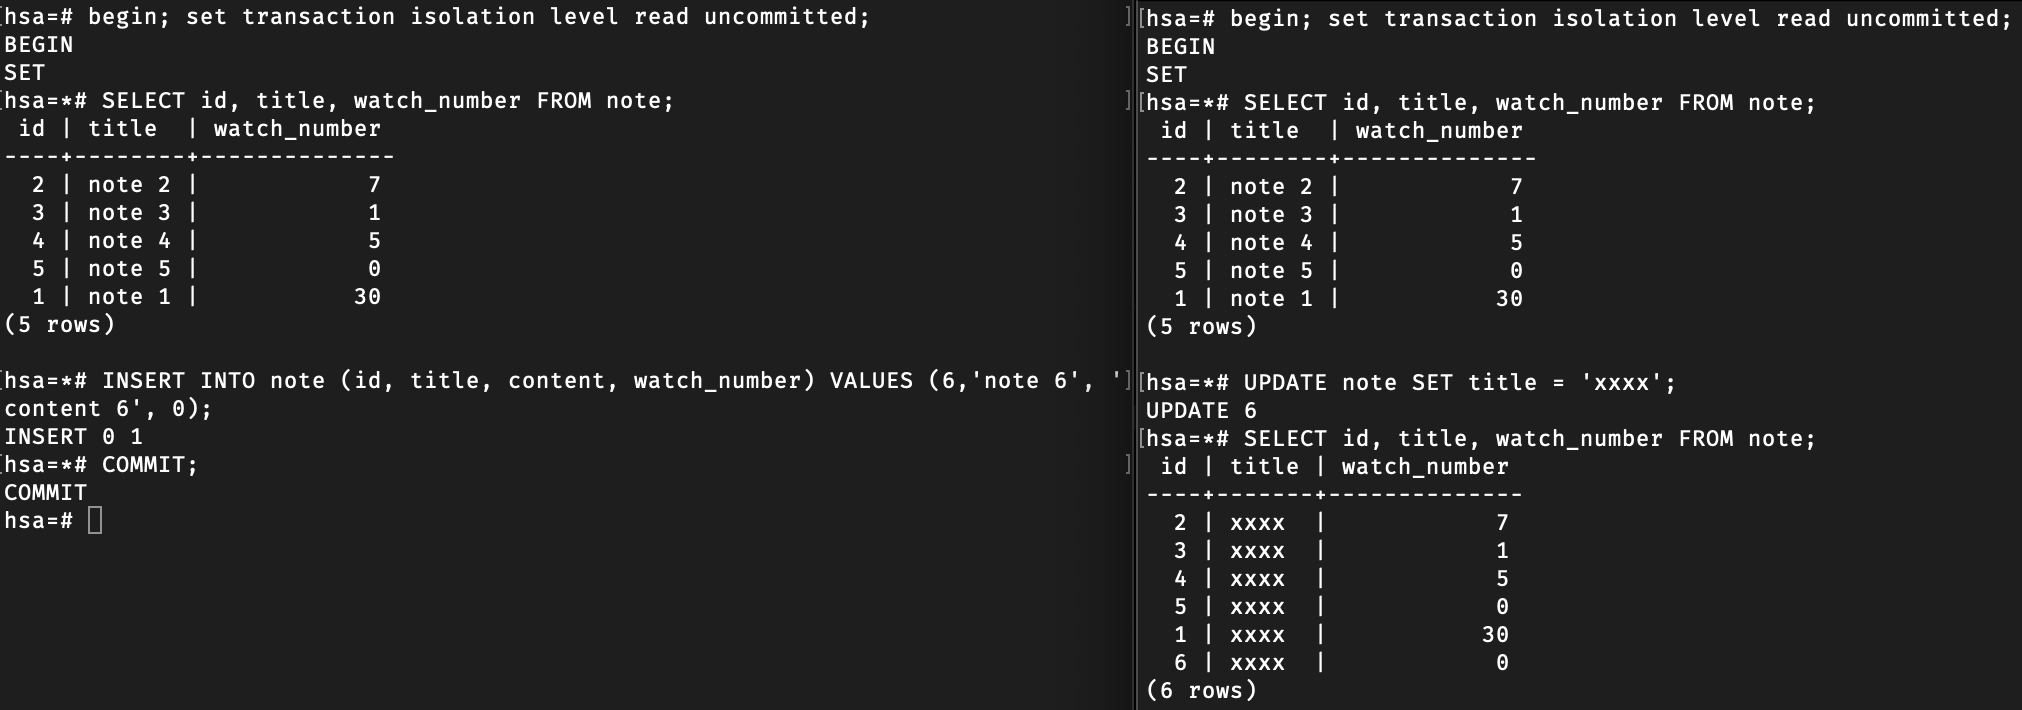 [hsa=# begin; set transaction isolation level read uncommitted;                   ]
BEGIN
SET
[hsa=*# SELECT id, title, watch_number FROM note;                                 ]
 id | title  | watch_number
----+--------+--------------
  2 | note 2 |            7
  3 | note 3 |            1
  4 | note 4 |            5
  5 | note 5 |            0
  1 | note 1 |           30
(5 rows)
[hsa=*# INSERT INTO note (id, title, content, watch_number) VALUES (6,'note 6', ']
content 6', 0);
INSERT 0 1
[hsa=*# COMMIT;                                                                   ]
COMMIT
hsa=#
[hsa=# begin; set transaction isolation level read uncommitted;
BEGIN
SET
[hsa=*# SELECT id, title, watch_number FROM note;
 id | title  | watch_number
----+--------+--------------
  2 | note 2 |            7
  3 | note 3 |            1
  4 | note 4 |            5
  5 | note 5 |            0
  1 | note 1 |           30
(5 rows)
[hsa=*# UPDATE note SET title = 'xxxx';
UPDATE 6
[hsa=*# SELECT id, title, watch_number FROM note;
 id | title | watch_number
----+-------+--------------
  2 | xxxx  |            7
  3 | xxxx  |            1
  4 | xxxx  |            5
  5 | xxxx  |            0
  1 | xxxx  |           30
  6 | xxxx  |            0
(6 rows)